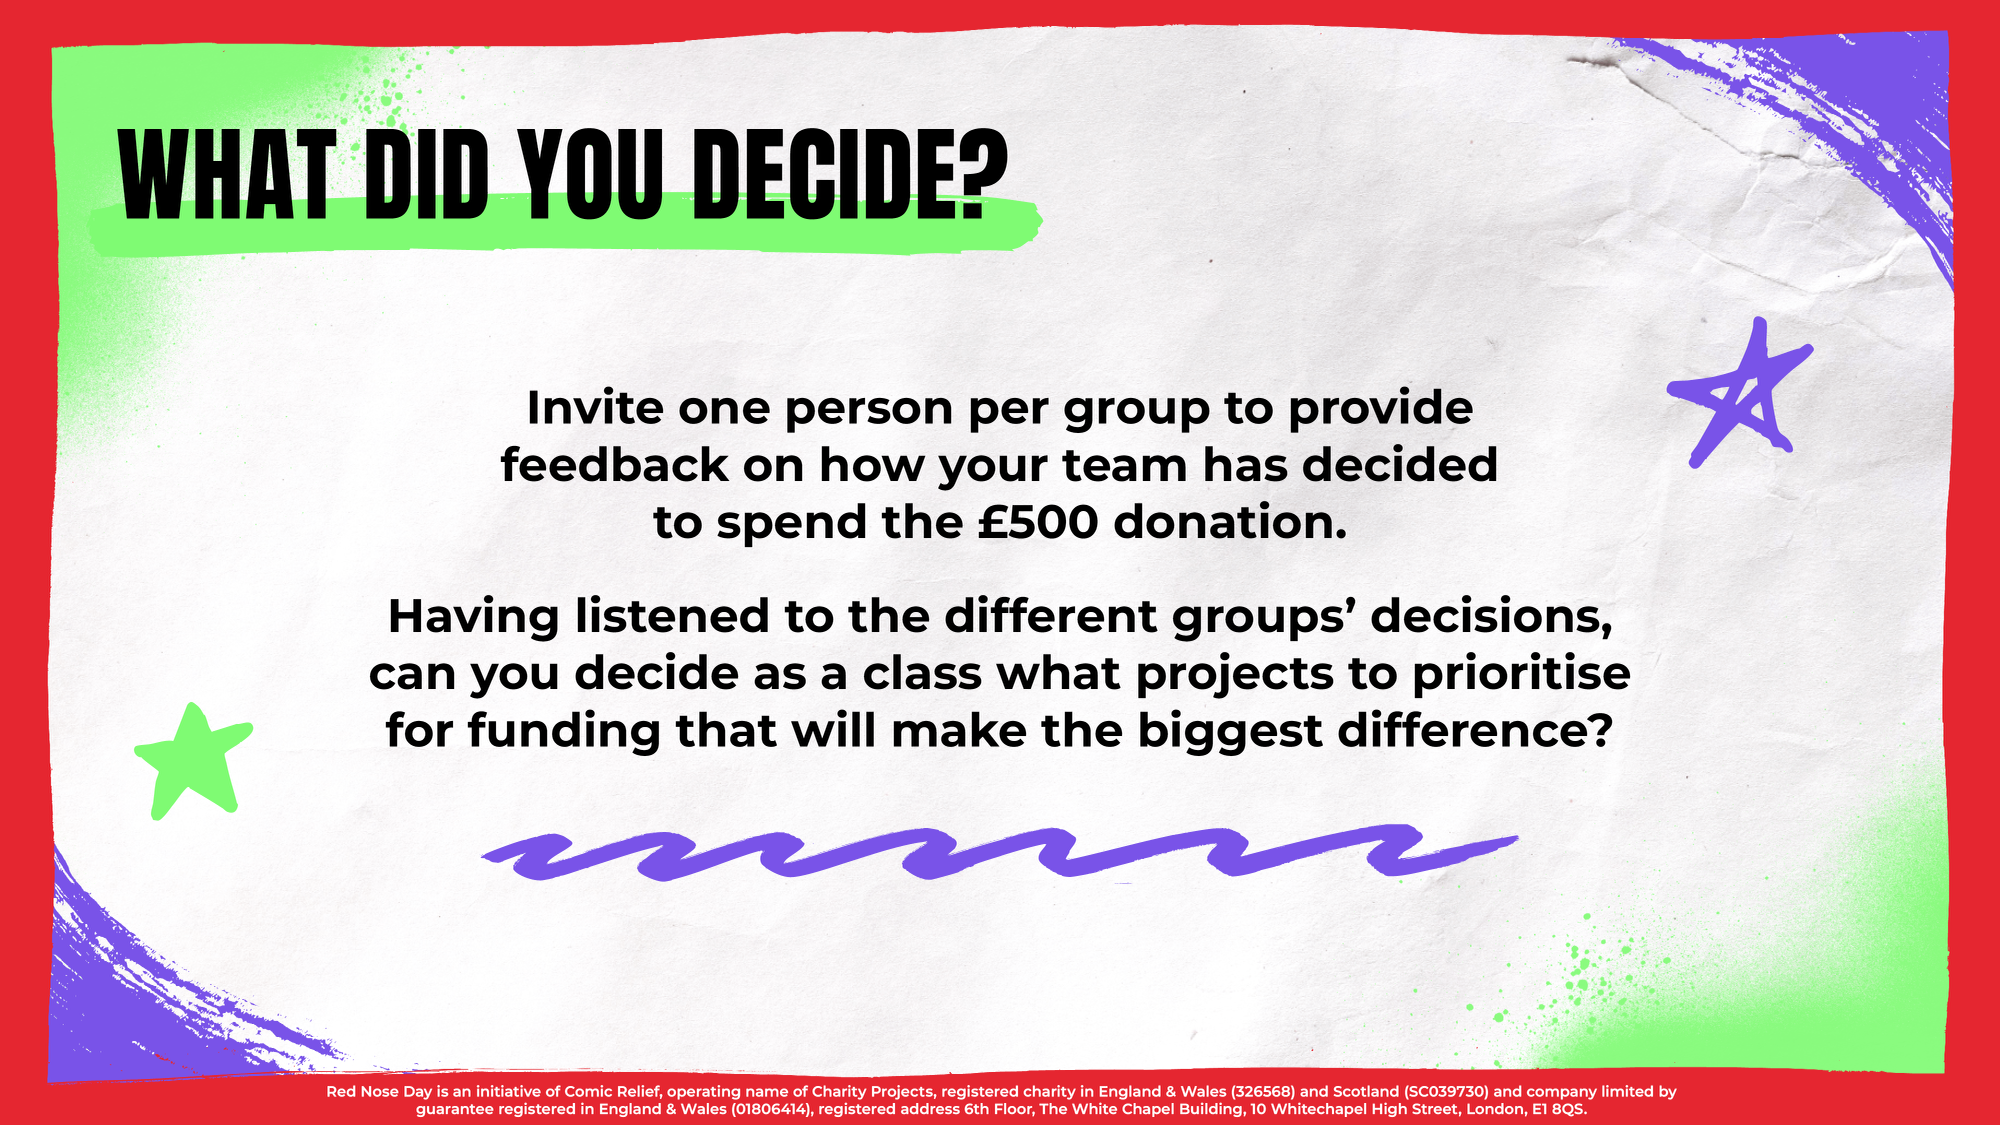 WHAT DID YOU DECIDE?
Invite one person per group to provide
feedback on how your team has decided
to spend the £500 donation.
Having listened to the different groups’ decisions,
can you decide as a class what projects to prioritise
for funding that will make the biggest difference?
Red Nose Day is an initiative of Comic Relief, operating name of Charity Projects, registered charity in England & Wales (326568) and Scotland (SC039730) and company limited by
guarantee registered in England & Wales (01806414), registered address 6th Floor, The White Chapel Building, 10 Whitechapel High Street, London, E1 8QS.